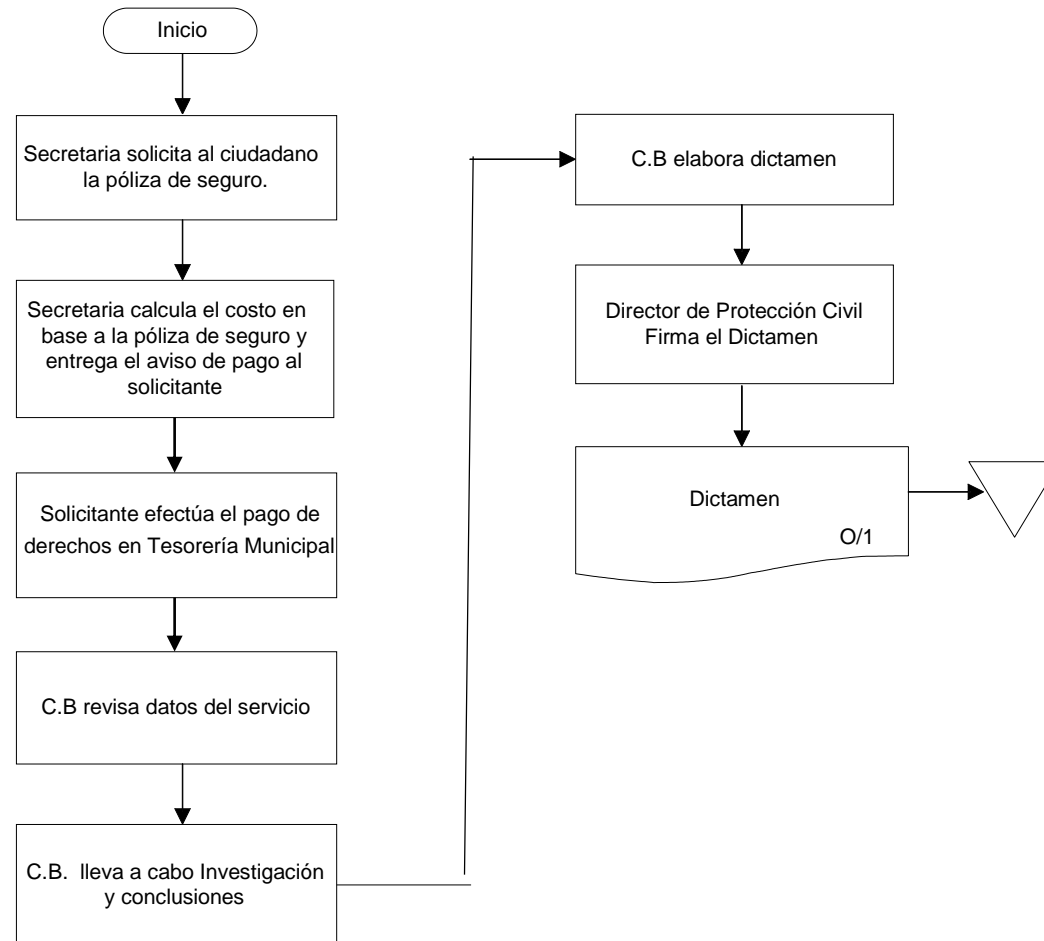 Inicio
Secretaria solicita al ciudadano
la póliza de seguro.
Secretaria calcula el costo en
base a la póliza de seguro y
entrega el aviso de pago al
solicitante
Solicitante efectúa el pago de
derechos en Tesorería Municipal
C.B revisa datos del servicio
C.B. lleva a cabo Investigación
y conclusiones
C.B elabora dictamen
Director de Protección Civil
Firma el Dictamen
Dictamen
O/1